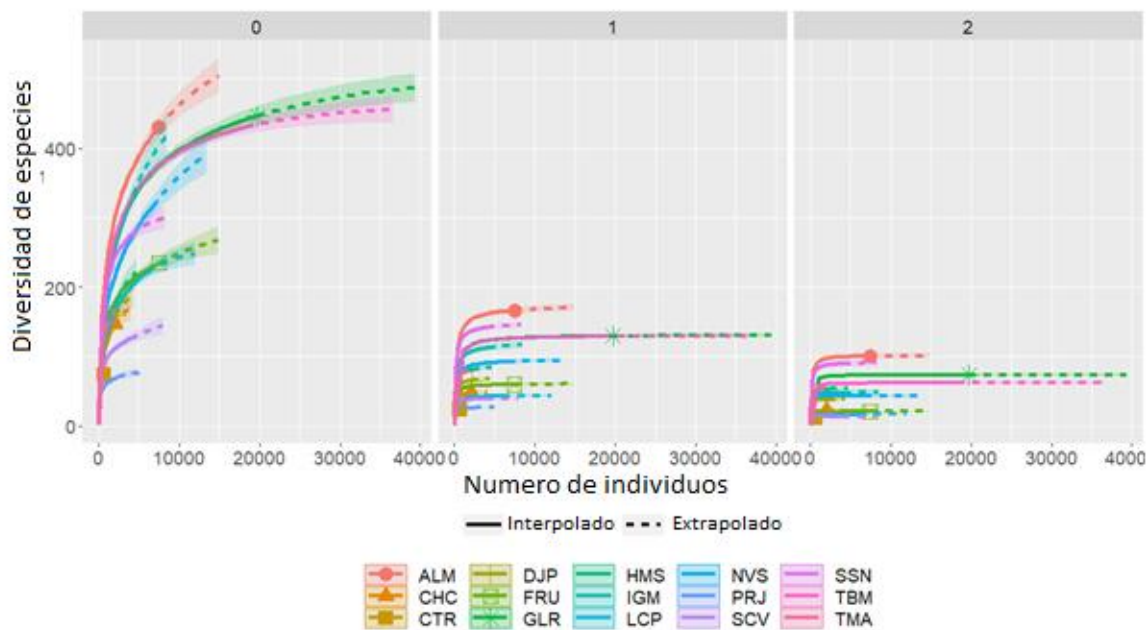 0 1 2
Diversidad de especies
1
400
200
0
0 10000 20000 30000 40000 0 10000 20000 30000 40000 0 10000 20000 30000 40000
Numero de individuos
Interpolado Extrapolado
ALM DJP HMS NVS SSN
CHC FRU IGM PRJ TBM
CTR GLR LCP SCV TMA